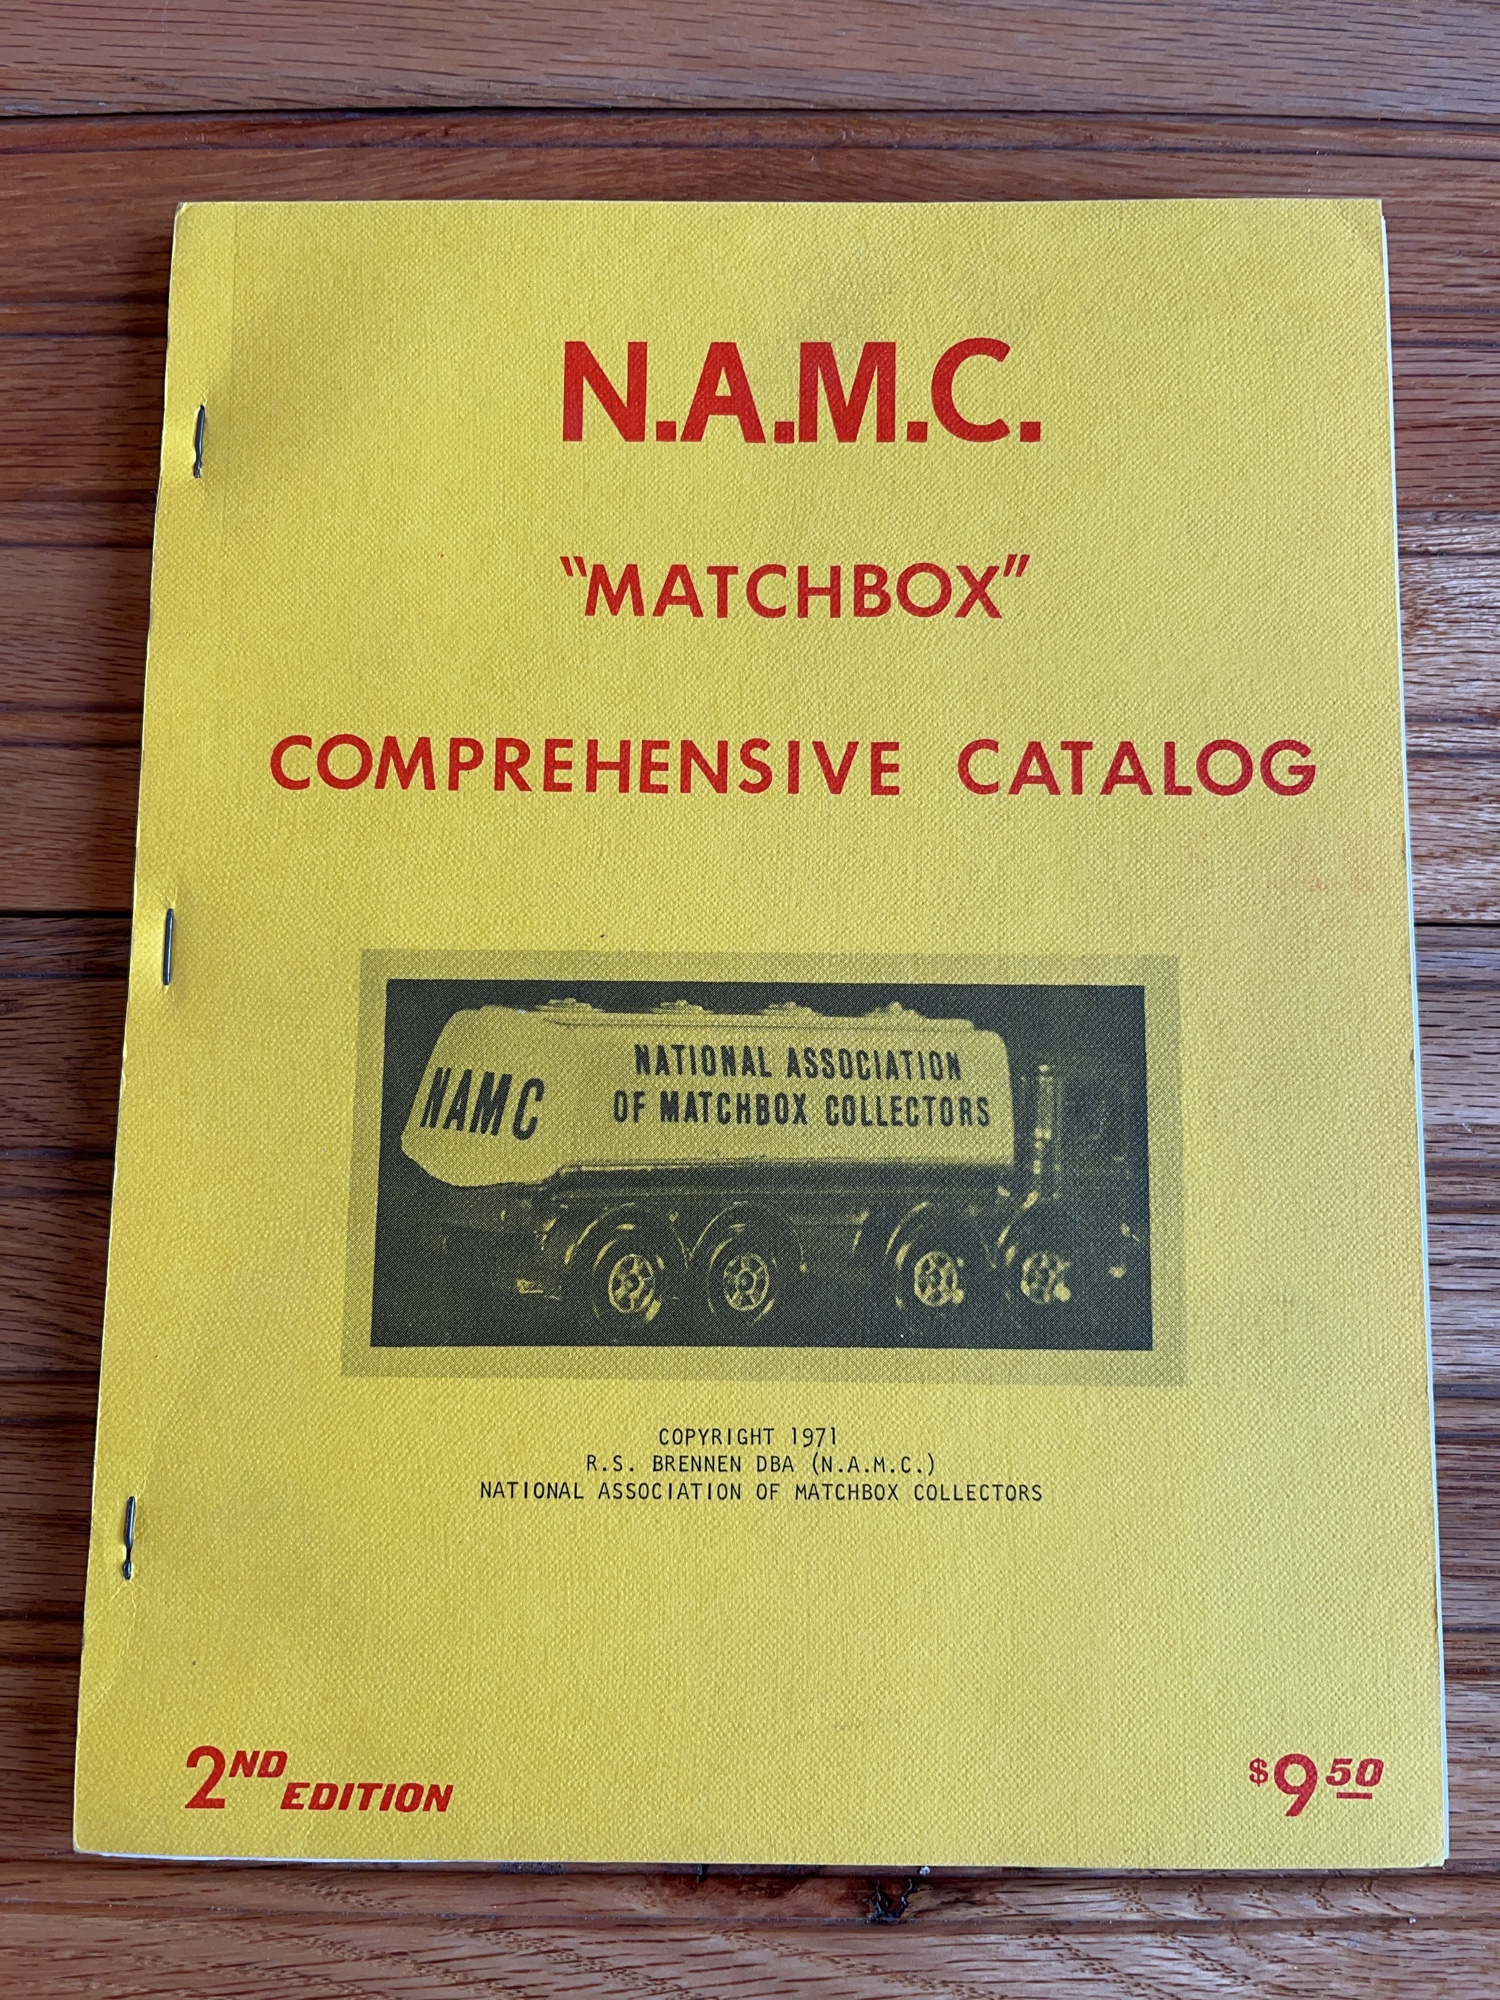 N.A.M.C.
"MATCHBOX"
COMPREHENSIVE CATALOG
NAMC
NATIONAL ASSOCIATION
OF MATCHBOX COLLECTORS
COPYRIGHT 1971
R.S. BRENNEN DBA (N.A.M.C.)
NATIONAL ASSOCIATION OF MATCHBOX COLLECTORS
2ND EDITION
$9 50